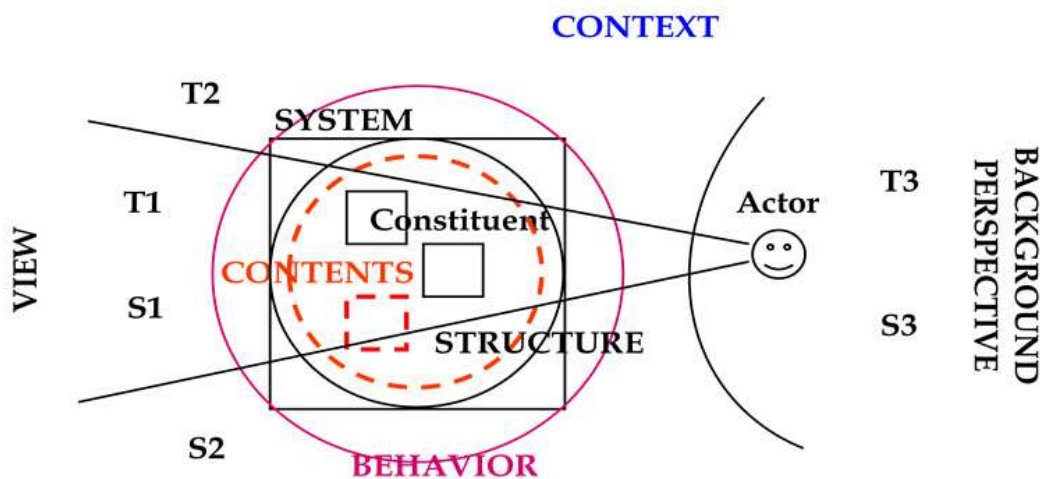 CONTEXT
T2
SYSTEM
T1
Constituent
Actor
T3
BACKGROUND
PERSPECTIVE
VIEW
CONTENTS
S1
STRUCTURE
S3
S2
BEHAVIOR